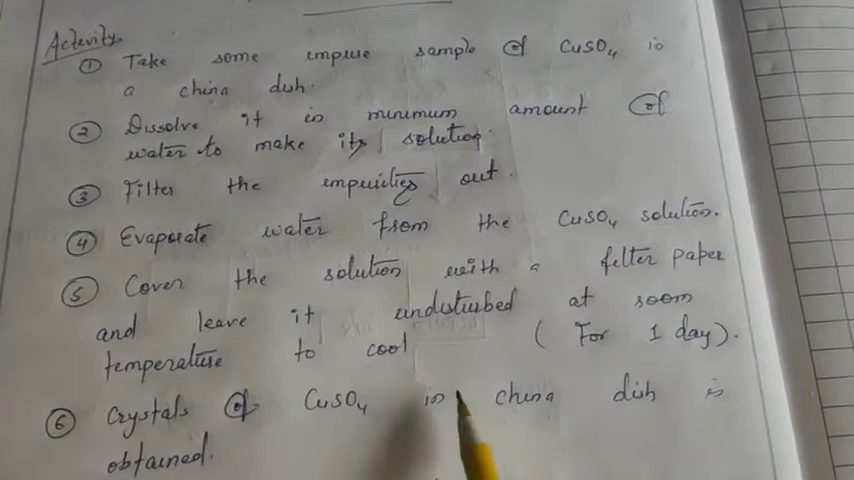 Activity
① Take some impure sample of CuSO4 in
a china dish.
② Dissolve it in minimum amount of
water to make its solution.
③ Filter the impurities out.
④ Evaporate water from the CuSO4 solution.
⑤ Cover the solution with a filter paper
and leave it undisturbed at room
temperature to cool (For 1 day).
⑥ Crystals of CuSO4 in china dish is
obtained.